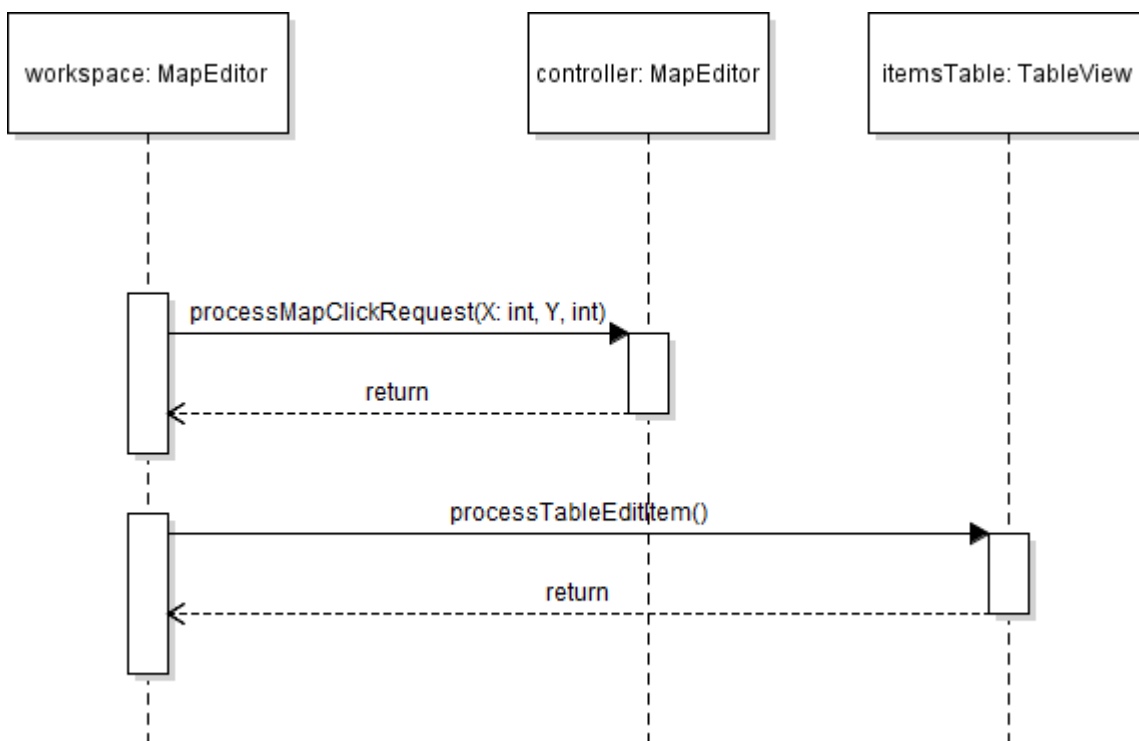 workspace: MapEditor
controller: MapEditor
itemsTable: TableView
processMapClickRequest(X: int, Y, int)
return
processTableEditItem()
return